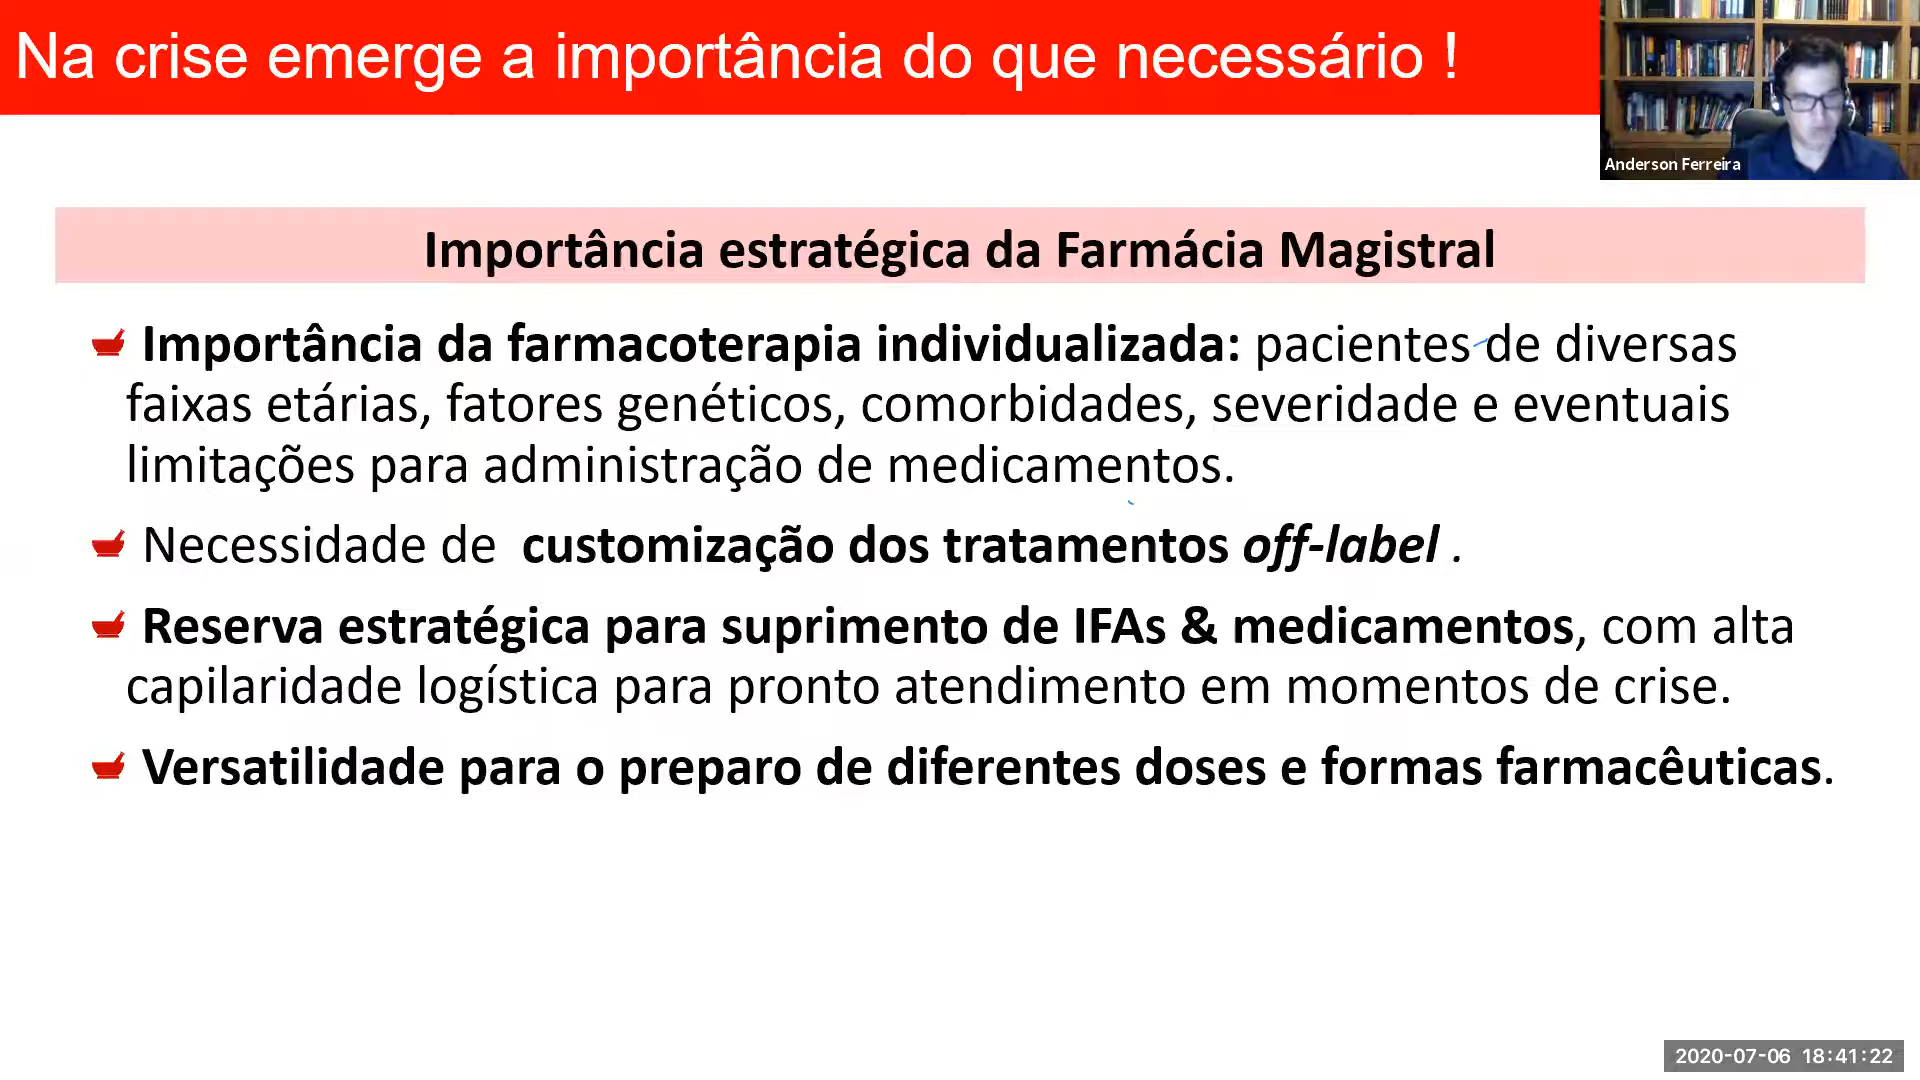 Na crise emerge a importância do que necessário !
Anderson Ferreira
Importância estratégica da Farmácia Magistral
Importância da farmacoterapia individualizada: pacientes de diversas
faixas etárias, fatores genéticos, comorbidades, severidade e eventuais
limitações para administração de medicamentos.
Necessidade de customização dos tratamentos off-label .
Reserva estratégica para suprimento de IFAs & medicamentos, com alta
capilaridade logística para pronto atendimento em momentos de crise.
Versatilidade para o preparo de diferentes doses e formas farmacêuticas.
2020-07-06 18:41:22